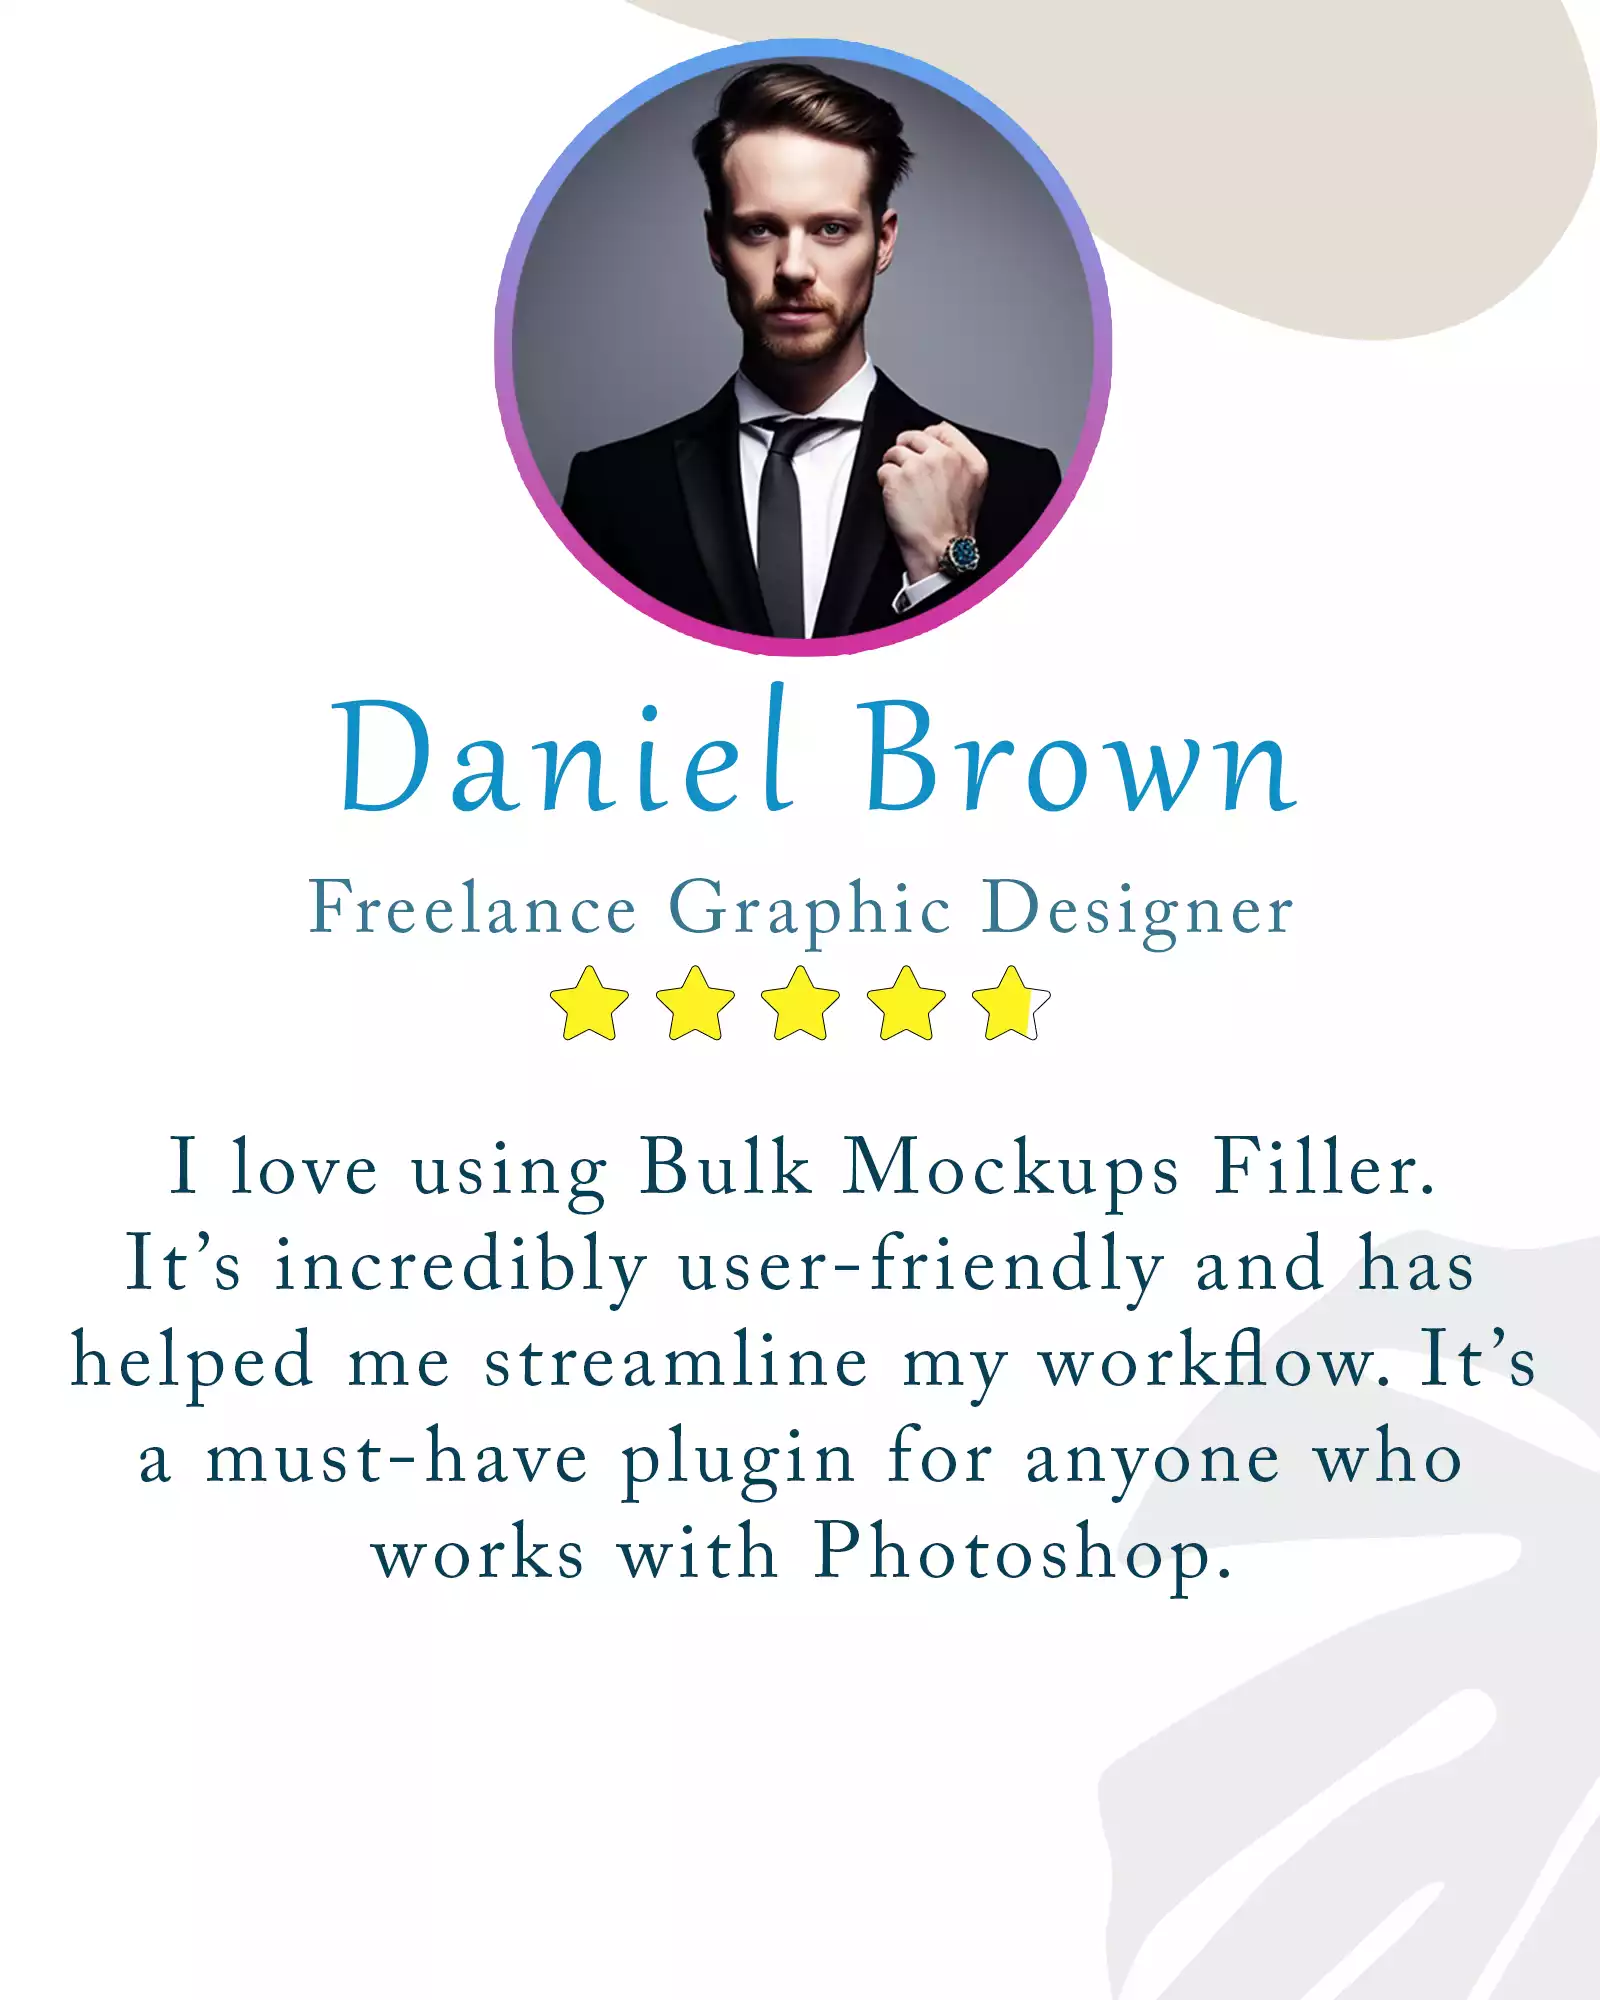 Daniel Brown
Freelance Graphic Designer
I love using Bulk Mockups Filler.
It’s incredibly user-friendly and has
helped me streamline my workflow. It’s
a must-have plugin for anyone who
works with Photoshop.